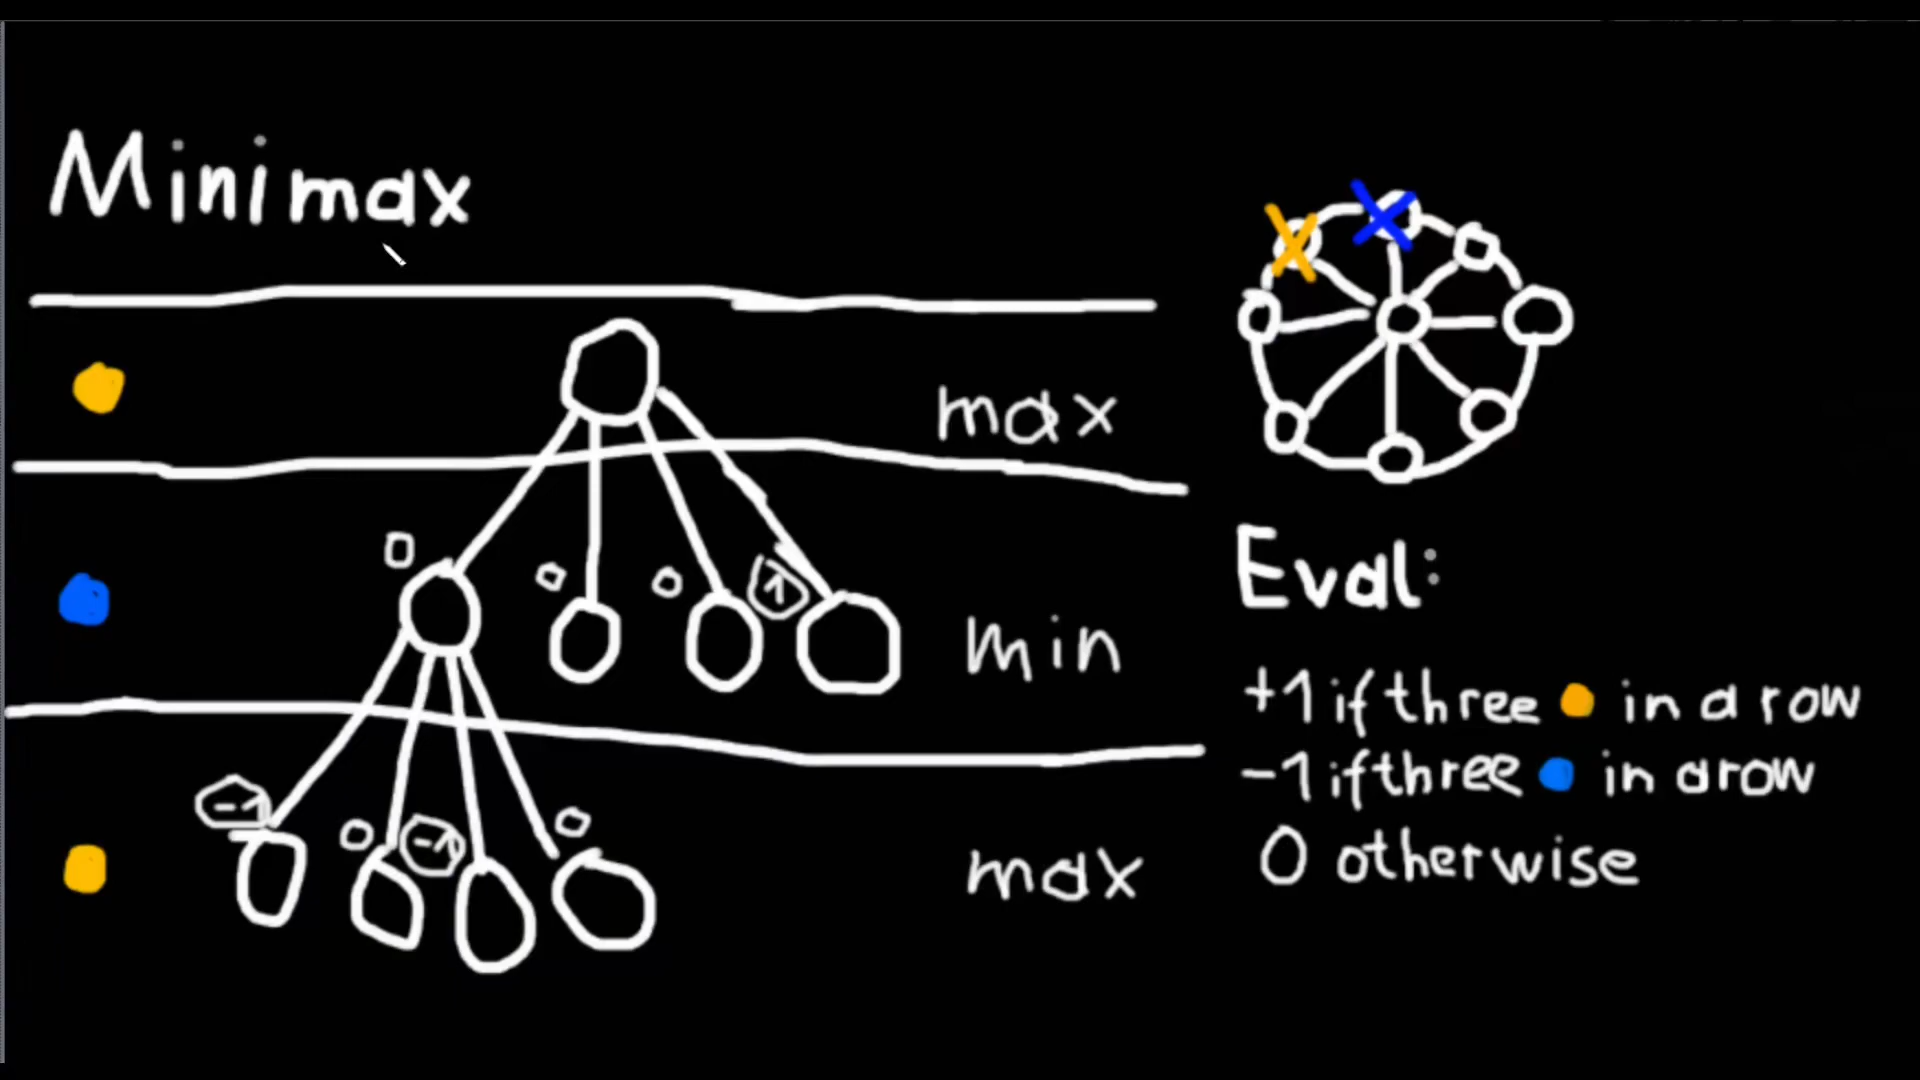 Minimax
max
0
0
0
1
min
-1
0
-1
0
max
Eval:
+1 if three in a row
-1 if three in a row
0 otherwise